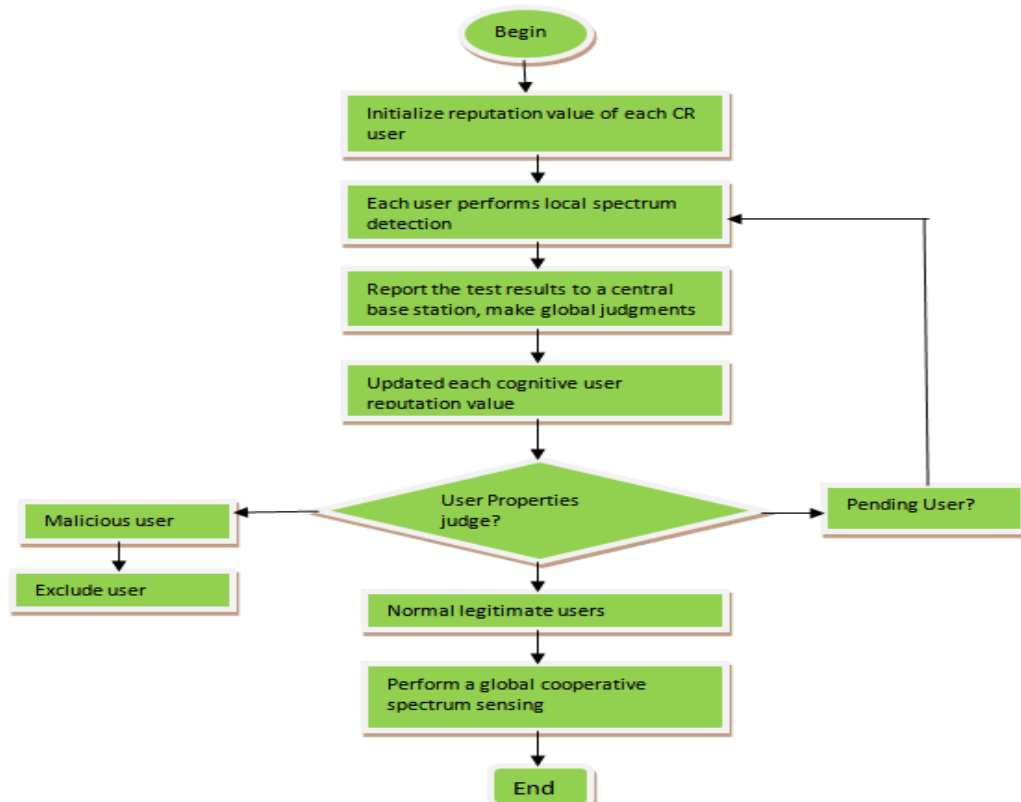 Begin
Initialize reputation value of each CR
user
Each user performs local spectrum
detection
Report the test results to a central
base station, make global judgments
Updated each cognitive user
reputation value
User Properties
judge?
Malicious user
Exclude user
Pending User?
Normal legitimate users
Perform a global cooperative
spectrum sensing
End